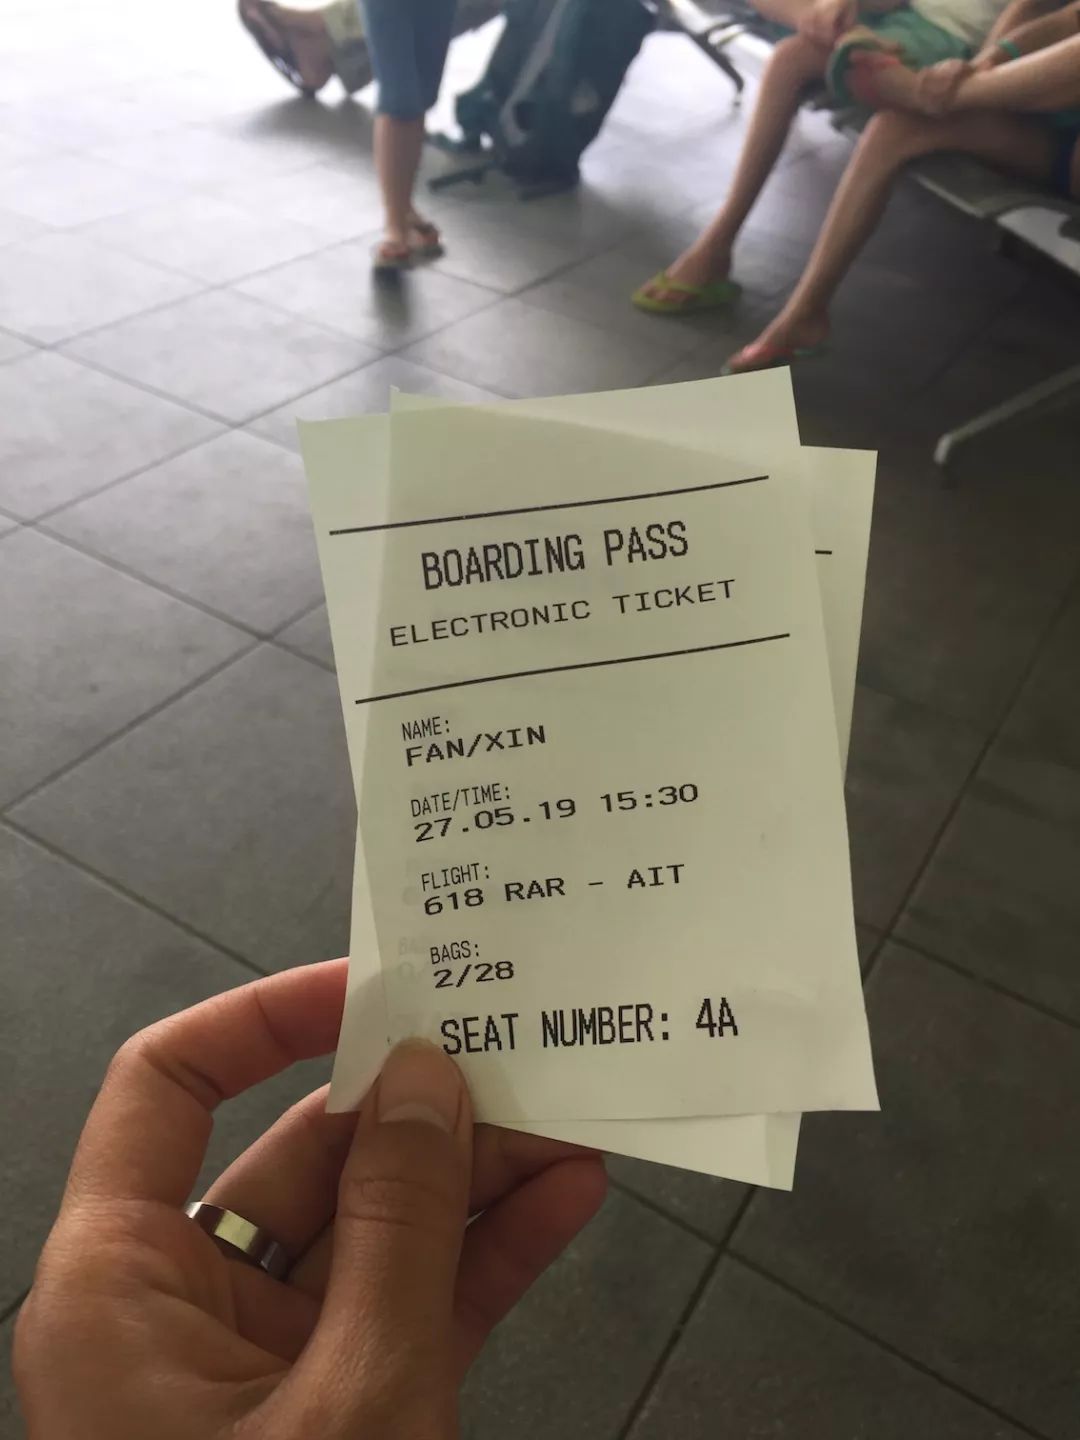 BOARDING PASS
ELECTRONIC TICKET
NAME:
FAN/XIN
DATE/TIME:
27.05.19 15:30
FLIGHT:
618 RAR - AIT
BAGS:
2/28
SEAT NUMBER: 4A